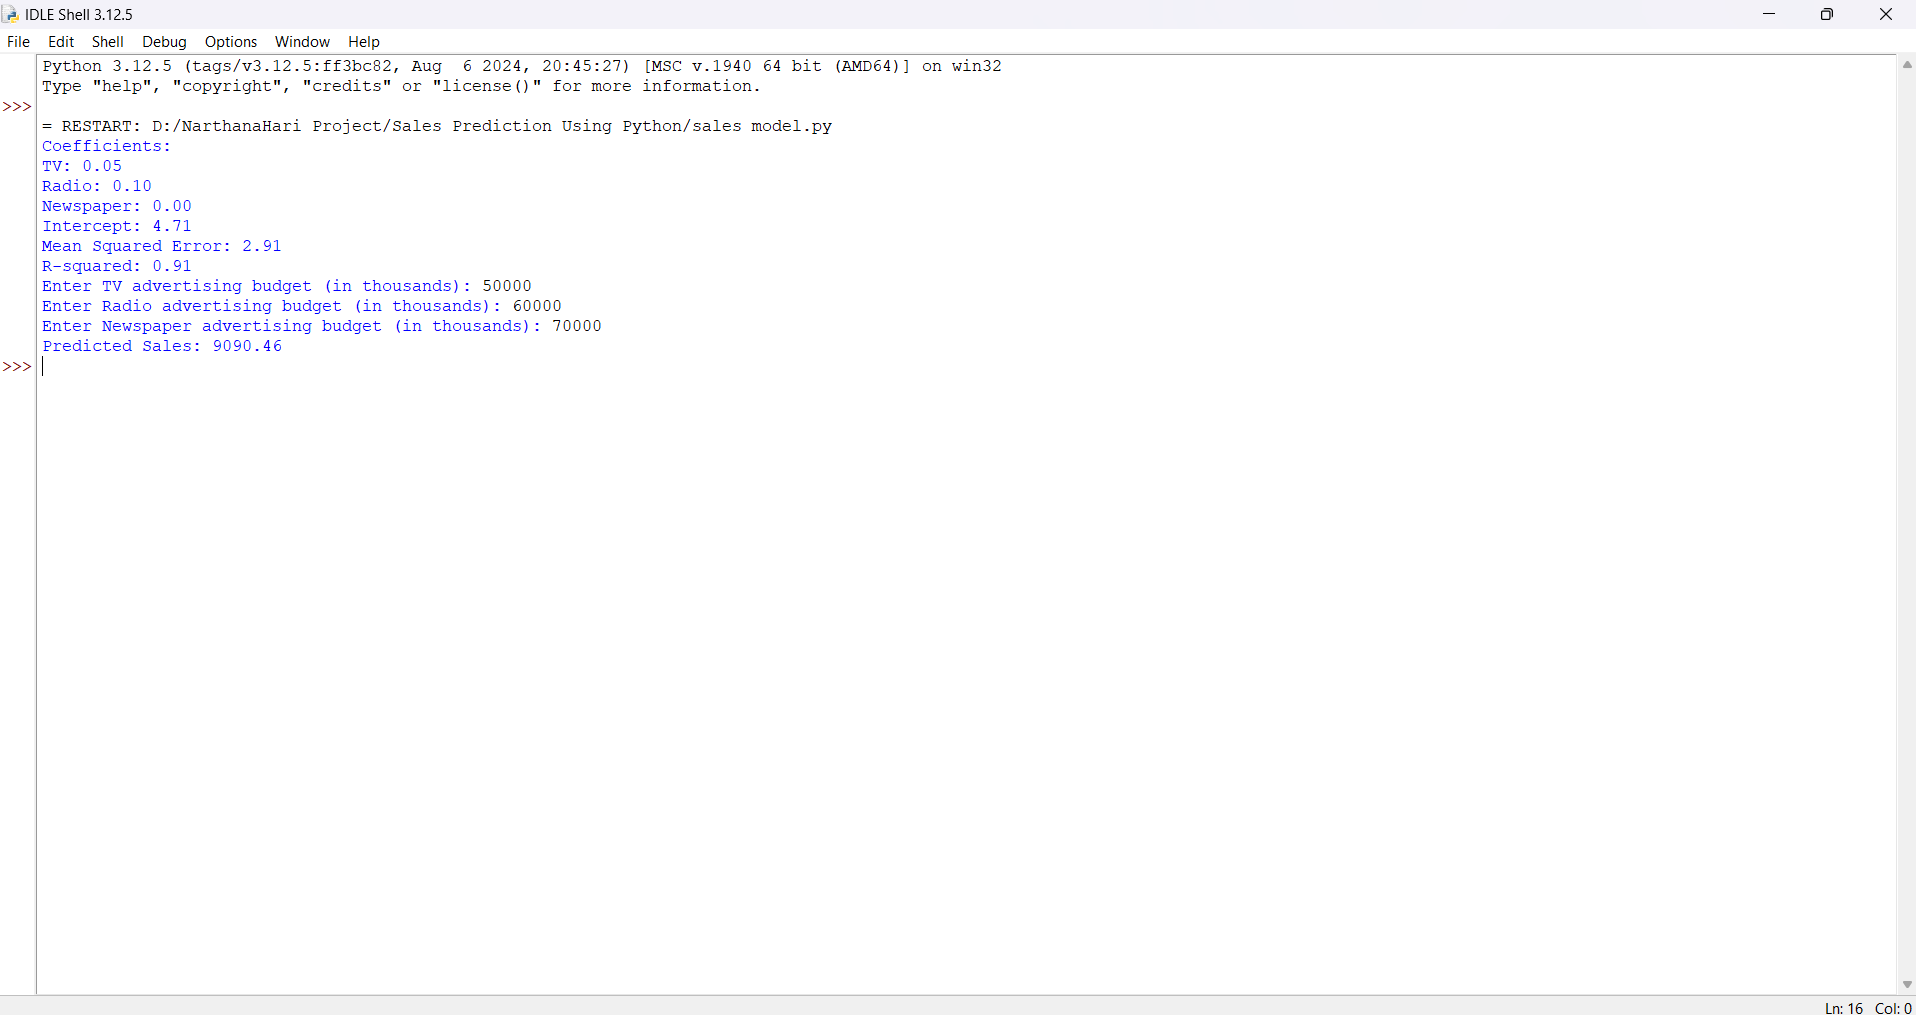 IDLE Shell 3.12.5
File Edit Shell Debug Options Window Help
Python 3.12.5 (tags/v3.12.5:ff3bc82, Aug  6 2024, 20:45:27) [MSC v.1940 64 bit (AMD64)] on win32
Type "help", "copyright", "credits" or "license()" for more information.
>>>
= RESTART: D:/NarthanaHari Project/Sales Prediction Using Python/sales model.py
Coefficients:
TV: 0.05
Radio: 0.10
Newspaper: 0.00
Intercept: 4.71
Mean Squared Error: 2.91
R-squared: 0.91
Enter TV advertising budget (in thousands): 50000
Enter Radio advertising budget (in thousands): 60000
Enter Newspaper advertising budget (in thousands): 70000
Predicted Sales: 9090.46
>>>
Ln: 16 Col: 0